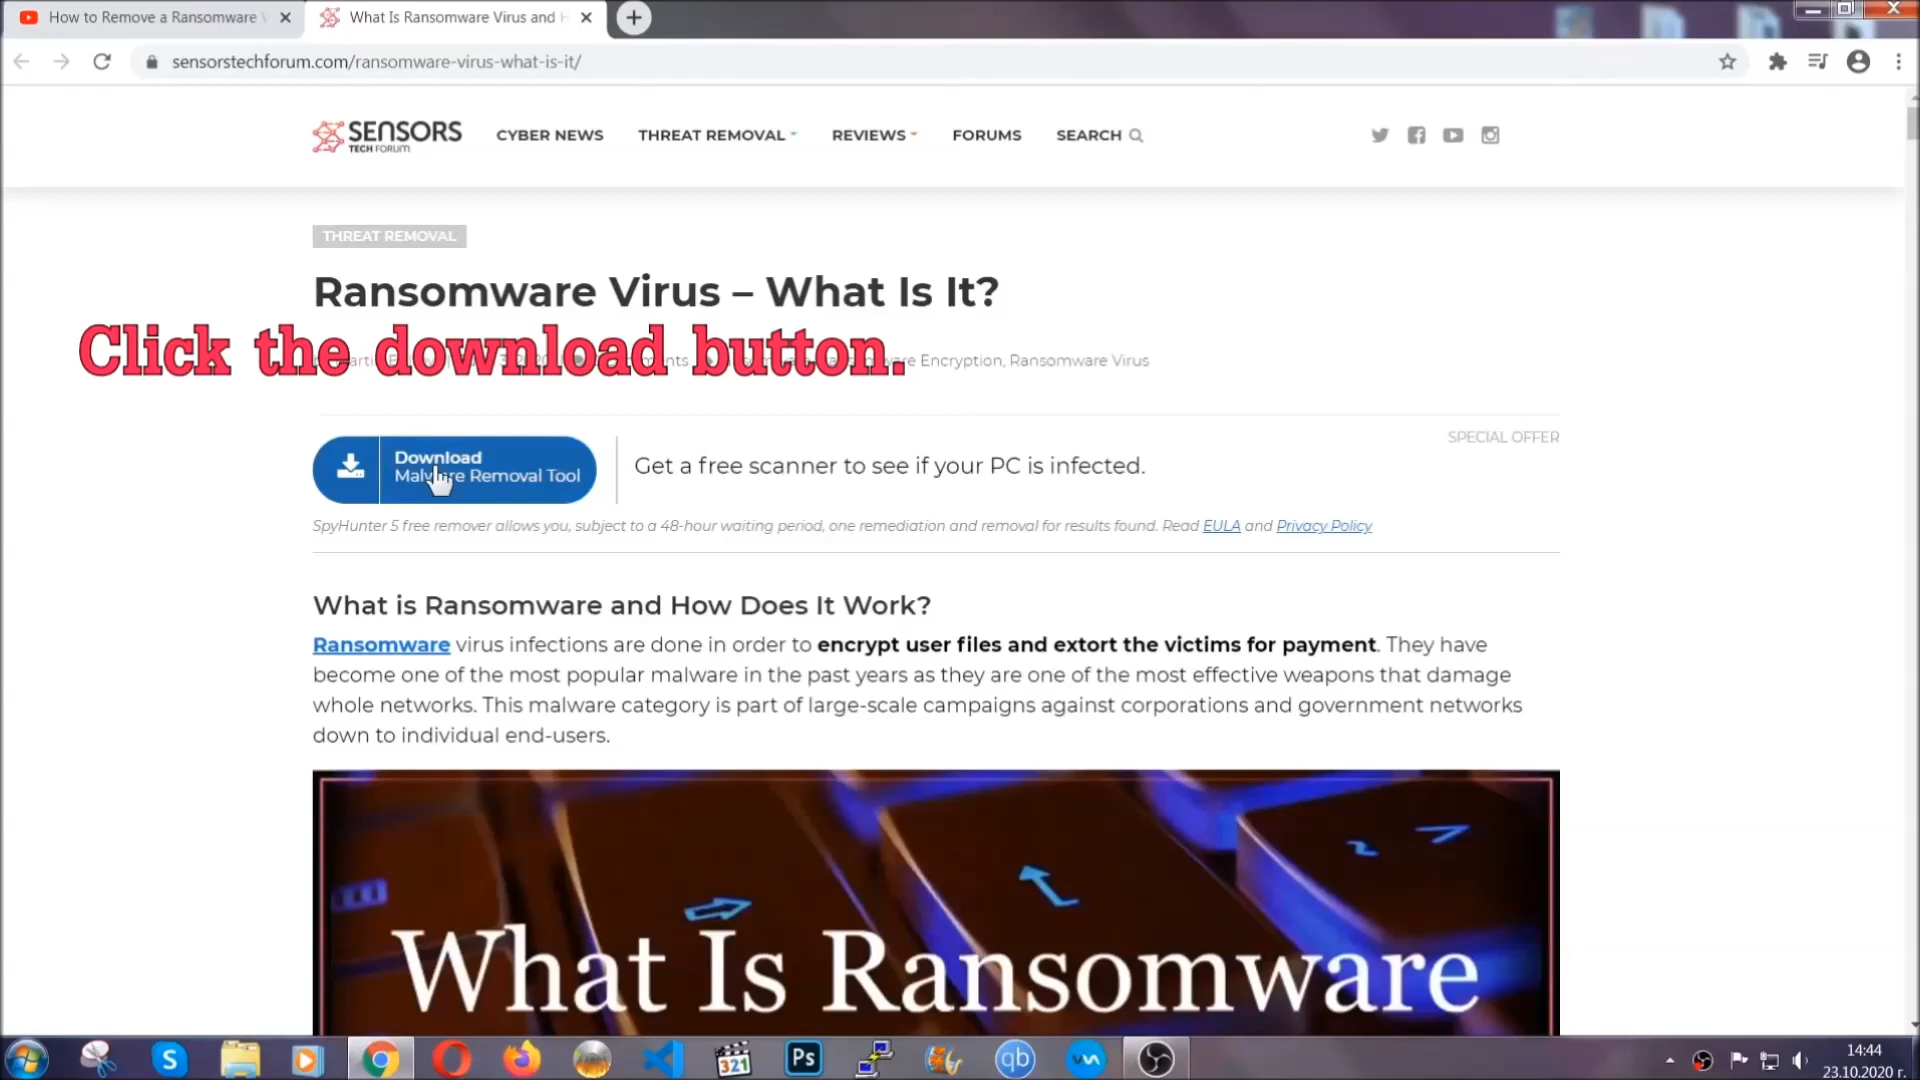 How to Remove a Ransomware
What Is Ransomware Virus and
sensorstechforum.com/ransomware-virus-what-is-it/
SENSORS
TECH FORUM
CYBER NEWS
THREAT REMOVAL
REVIEWS
FORUMS
SEARCH
THREAT REMOVAL
Ransomware Virus – What Is It?
Click the download button.
Encryption, Ransomware Virus
SPECIAL OFFER
Download
Malware Removal Tool
Get a free scanner to see if your PC is infected.
SpyHunter 5 free remover allows you, subject to a 48-hour waiting period, one remediation and removal for results found. Read EULA and Privacy Policy
What is Ransomware and How Does It Work?
Ransomware virus infections are done in order to encrypt user files and extort the victims for payment. They have
become one of the most popular malware in the past years as they are one of the most effective weapons that damage
whole networks. This malware category is part of large-scale campaigns against corporations and government networks
down to individual end-users.
What Is Ransomware
S
321
Ps
qb
14:44
23.10.2020 г.